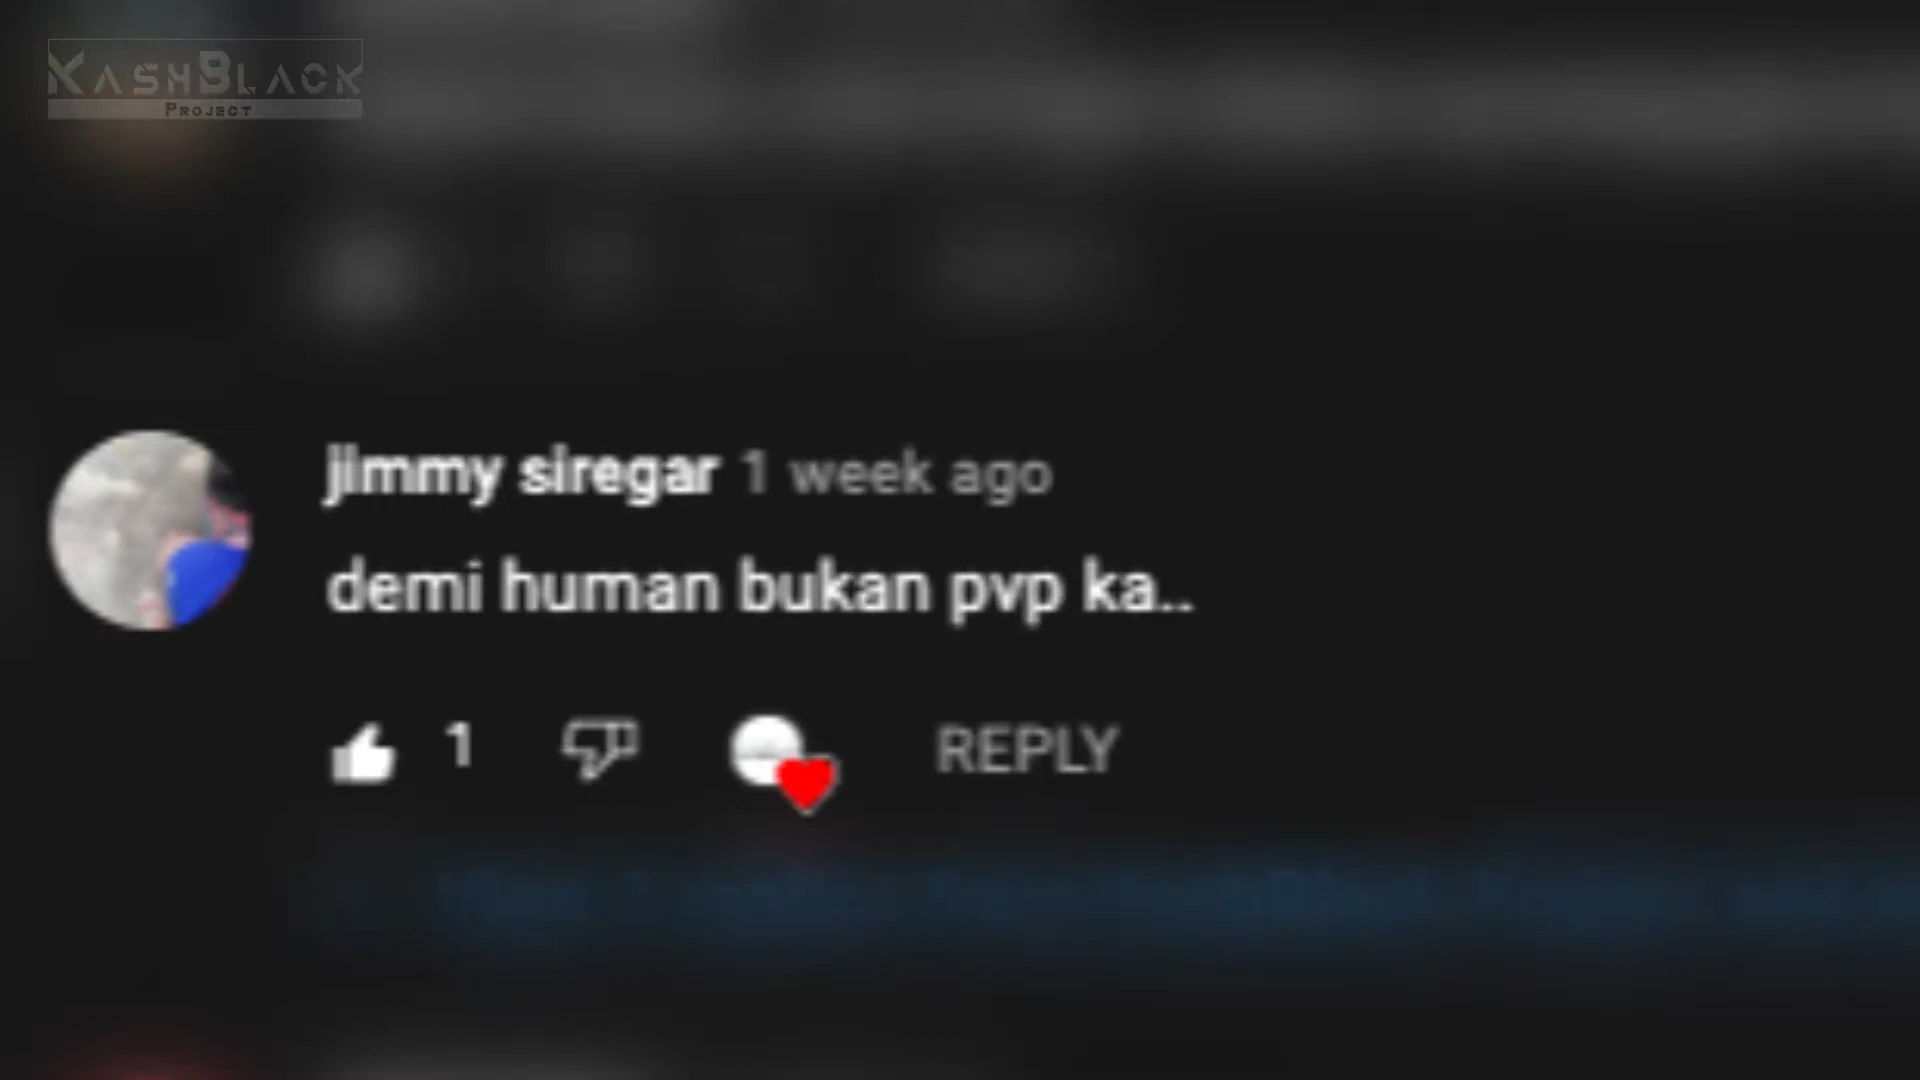 KASHBLACK
PROJECT
jimmy siregar 1 week ago
demi human bukan pvp ka..
1 REPLY